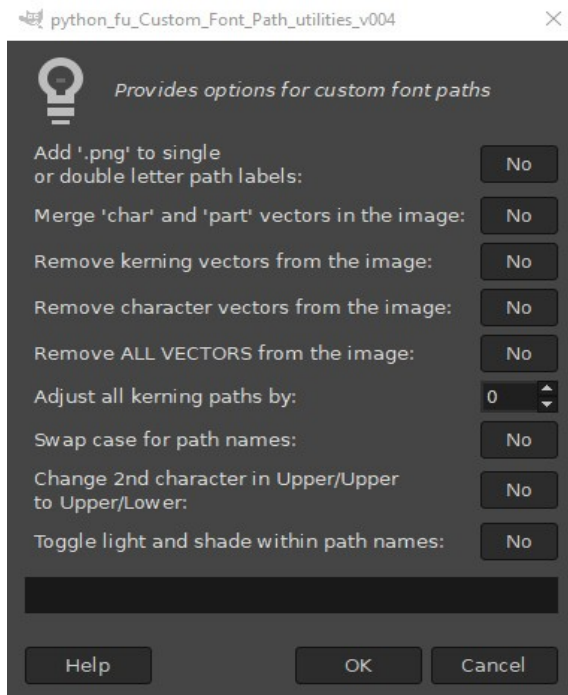 python_fu_Custom_Font_Path_utilities_v004
Provides options for custom font paths
Add '.png' to single
or double letter path labels:
No
Merge 'char' and 'part' vectors in the image:
No
Remove kerning vectors from the image:
No
Remove character vectors from the image:
No
Remove ALL VECTORS from the image:
No
Adjust all kerning paths by:
0
Swap case for path names:
No
Change 2nd character in Upper/Upper
to Upper/Lower:
No
Toggle light and shade within path names:
No
Help
OK
Cancel